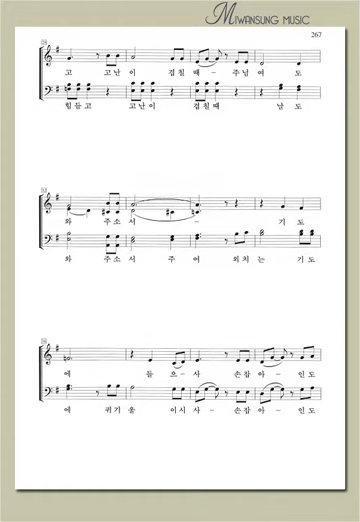 MIWANSUNG MUSIC
267
고 고난이 겹칠때- 주님여 도
힘들고 고난이 겹칠때 날도
와 주소서 - 기도
와 주소서 주여 외치는 기도
에 들으-사 손잡아-인도
에 귀기울 이시사- 손잡아-인도